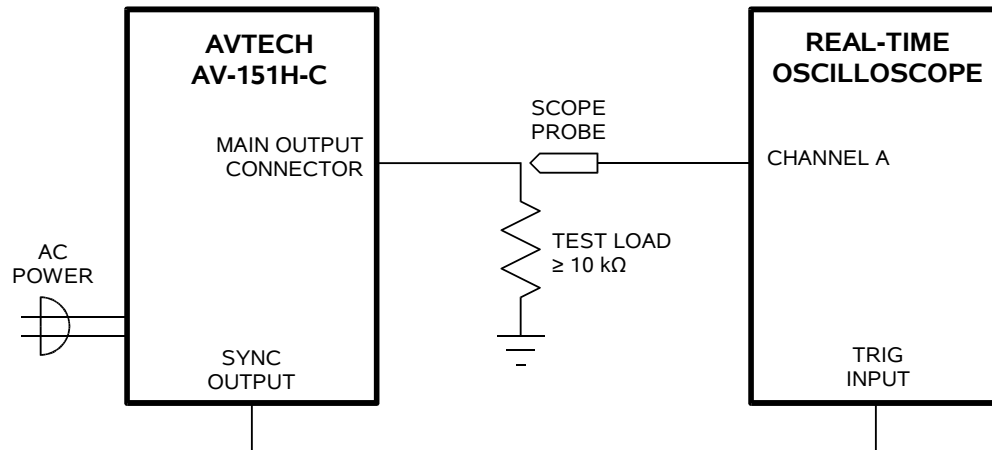 AVTECH
AV-151H-C
MAIN OUTPUT
CONNECTOR
AC
POWER
SYNC
OUTPUT
SCOPE
PROBE
TEST LOAD
≥ 10 kΩ
REAL-TIME
OSCILLOSCOPE
CHANNEL A
TRIG
INPUT